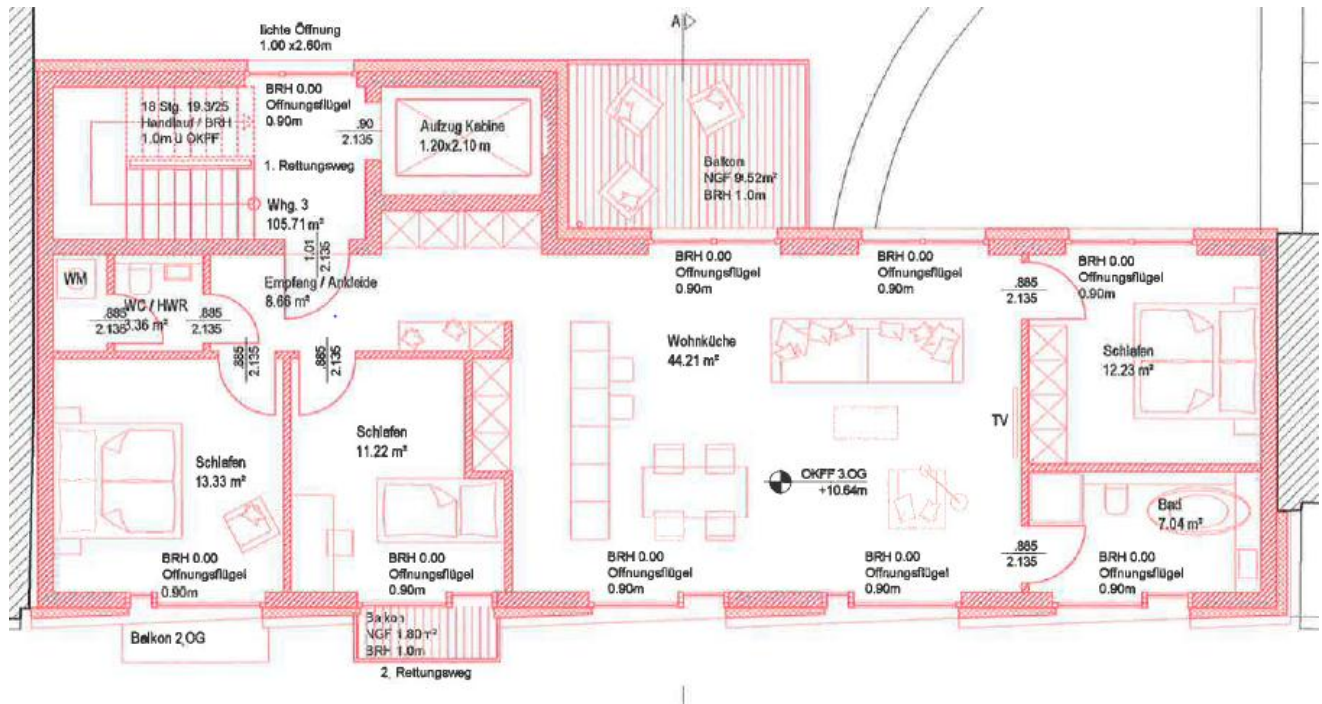 lichte Öffnung
1.00 x2.60m
A
BRH 0.00
Öffnungsflügel
0.90m
18 Stg. 19.3/25
Handlauf / BRH
1.0m ü OKFF
.90
2.135
Aufzug Kabine
1.20x2.10 m
1. Rettungsweg
Balkon
NGF 9.52m²
BRH 1.0m
Whg. 3
105.71 m²
1.01
2.135
BRH 0.00
Öffnungsflügel
0.90m
BRH 0.00
Öffnungsflügel
0.90m
BRH 0.00
Öffnungsflügel
0.90m
WM
Empfang / Ankleide
8.66 m²
.885
2.135
WC / HWR
3.36 m²
.885
2.135
.885
2.135
.885
2.135
.885
2.135
Wohnküche
44.21 m²
Schlafen
12.23 m²
TV
Schlafen
11.22 m²
Schlafen
13.33 m²
OKFF 3.OG
+10.64m
Bad
7.04 m²
.885
2.135
BRH 0.00
Öffnungsflügel
0.90m
BRH 0.00
Öffnungsflügel
0.90m
BRH 0.00
Öffnungsflügel
0.90m
BRH 0.00
Öffnungsflügel
0.90m
BRH 0.00
Öffnungsflügel
0.90m
Balkon 2.OG
Balkon
NGF 1.80m²
BRH 1.0m
2. Rettungsweg